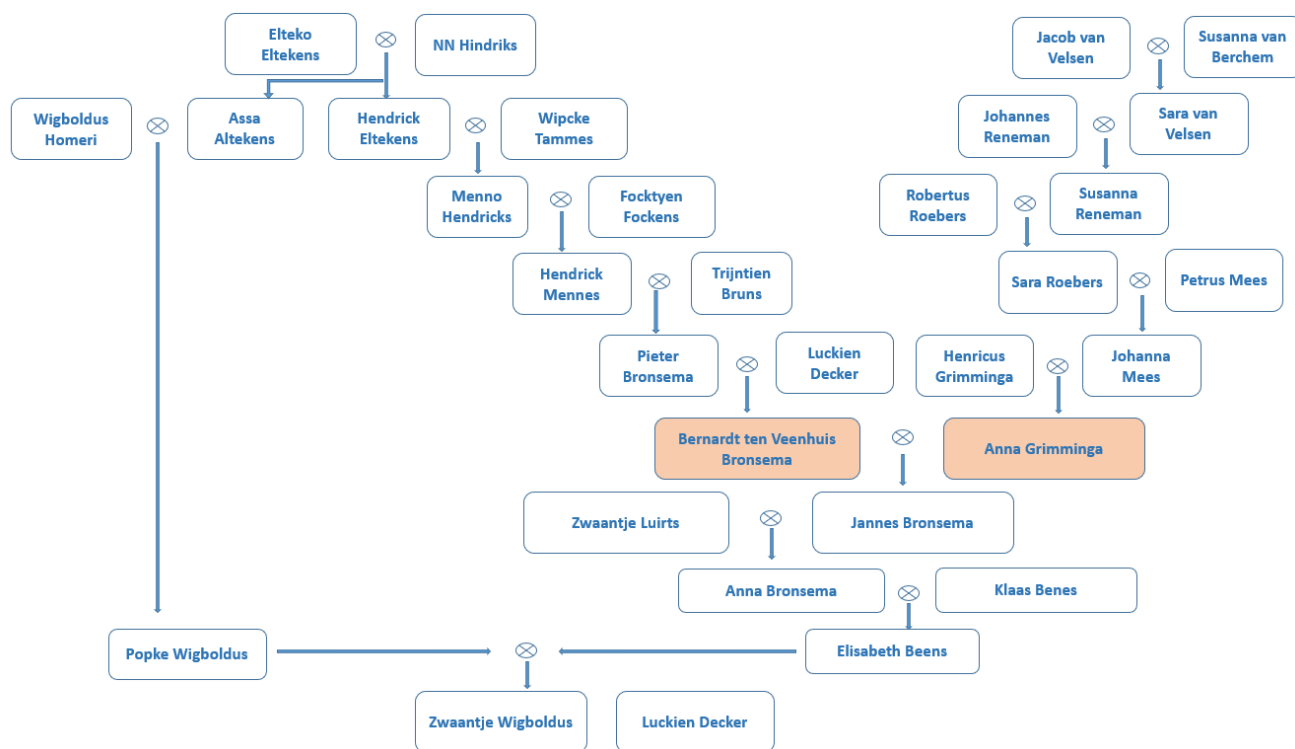 Elteko
Eltekens
NN Hindriks
Jacob van
Velsen
Susanna van
Berchem
Wigboldus
Homeri
Assa
Altekens
Hendrick
Eltekens
Wipcke
Tammes
Johannes
Reneman
Sara van
Velsen
Menno
Hendricks
Focktyen
Fockens
Robertus
Roebers
Susanna
Reneman
Hendrick
Mennes
Trijntien
Bruns
Sara Roebers
Petrus Mees
Pieter
Bronsema
Luckien
Decker
Henricus
Grimminga
Johanna
Mees
Bernardt ten Veenhuis
Bronsema
Anna Grimminga
Zwaantje Luirts
Jannes Bronsema
Anna Bronsema
Klaas Benes
Popke Wigboldus
Elisabeth Beens
Zwaantje Wigboldus
Luckien Decker